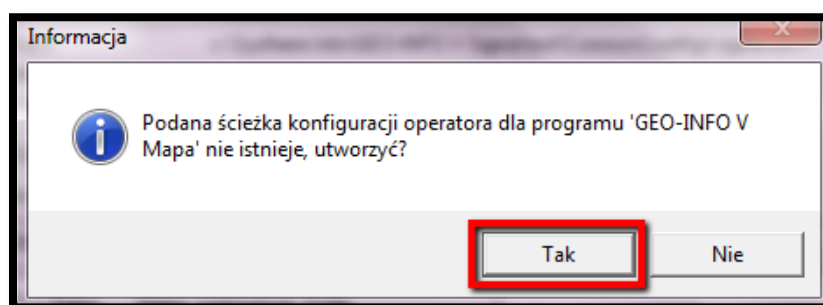 Informacja
Podana ścieżka konfiguracji operatora dla programu 'GEO-INFO V
Mapa' nie istnieje, utworzyć?
Tak
Nie